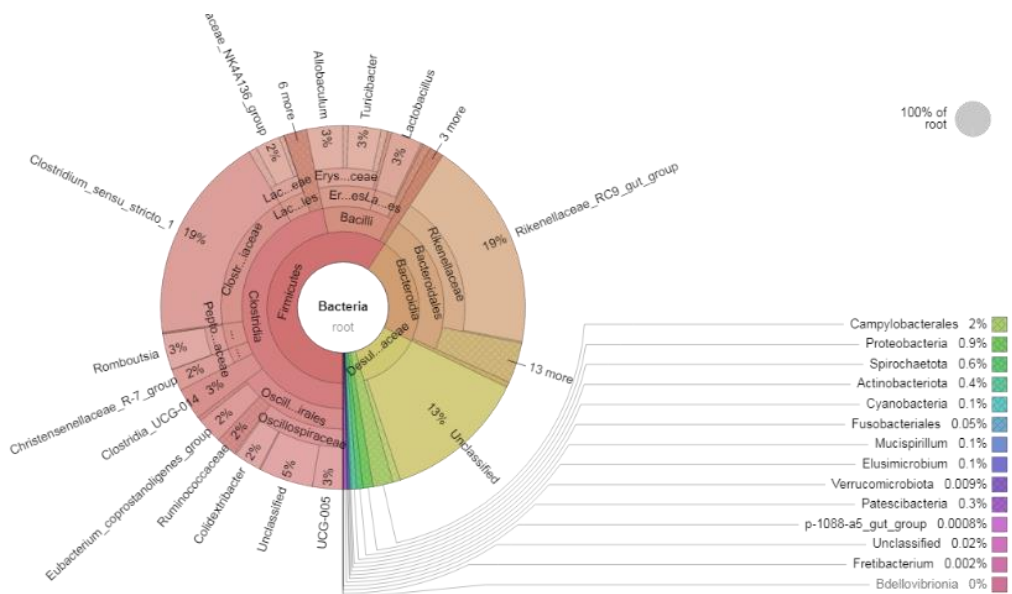 aceae_NK4A136_group
6 more
Allobaculum
Turicibacter
Lactobacillus
3 more
2%
3%
3%
3%
100% of
root
Clostridium_sensu_stricto_1
19%
Lac...eae
Lac...les
Erys...ceae
Er...es
La...es
Bacilli
Rikenellaceae_RC9_gut_group
19%
Rikenellaceae
Bacteroidales
Bacteroidia
Clostr...iaceae
Clostridia
Firmicutes
Bacteria
root
Pepto...aceae
...
...
Desul...aceae
Romboutsia
3%
Christensenellaceae_R-7_group
2%
Clostridia_UCG-014
3%
Oscill...irales
Oscillospiraceae
Eubacterium_coprostanoligenes_group
2%
Ruminococcaceae
2%
Colidextribacter
2%
Unclassified
5%
UCG-005
3%
13%
Unclassified
13 more
Campylobacterales 2%
Proteobacteria 0.9%
Spirochaetota 0.6%
Actinobacteriota 0.4%
Cyanobacteria 0.1%
Fusobacteriales 0.05%
Mucispirillum 0.1%
Elusimicrobium 0.1%
Verrucomicrobiota 0.009%
Patescibacteria 0.3%
p-1088-a5_gut_group 0.0008%
Unclassified 0.02%
Fretibacterium 0.002%
Bdellovibrionia 0%